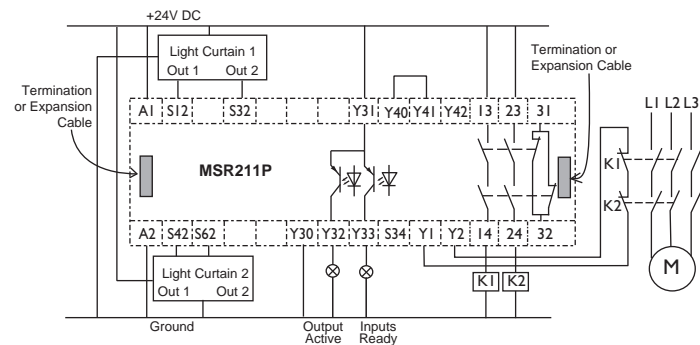 +24V DC
Light Curtain 1
Out 1 Out 2
Termination or Expansion Cable
Termination or Expansion Cable
A1 S12 S32 Y31 Y40 Y41 Y42 13 23 31
L1 L2 L3
MSR211P
K1
K2
A2 S42 S62 Y30 Y32 Y33 S34 Y1 Y2 14 24 32
Light Curtain 2
Out 1 Out 2
K1 K2
M
Ground
Output Active
Inputs Ready